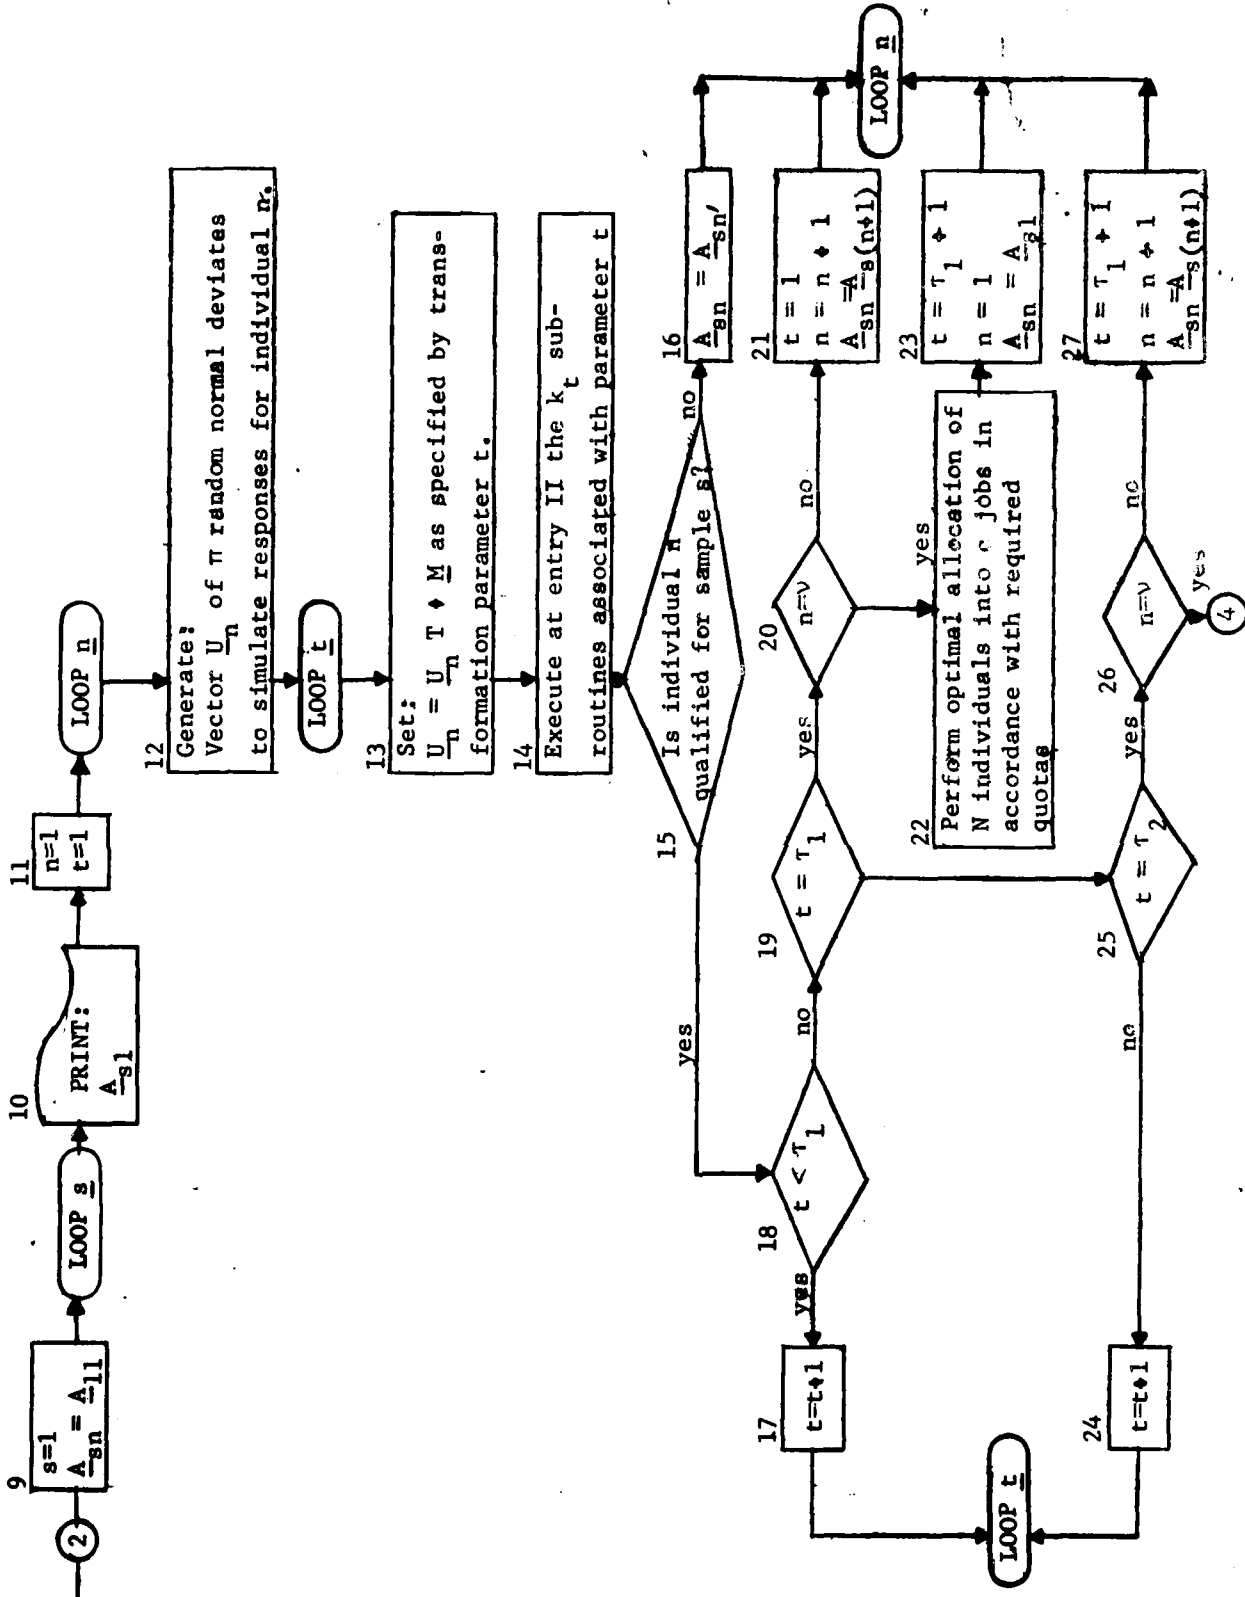 2
9
s=1
A_sn = A_11
LOOP s
10
PRINT:
A_s1
11
n=1
t=1
LOOP n
12
Generate:
Vector U_n of π random normal deviates
to simulate responses for individual n.
LOOP t
13
Set:
U_n = U_n T + M as specified by trans-
formation parameter t.
14
Execute at entry II the k_t sub-
routines associated with parameter t
15
Is individual n
qualified for sample s?
yes
no
16
A_sn = A_sn'
17
t=t+1
yes
18
t < τ_1
no
19
t = τ_1
yes
20
n=ν
no
21
t = 1
n = n + 1
A_sn = A_s(n+1)
yes
22
Perform optimal allocation of
N individuals into jobs in
accordance with required
quotas
23
t = τ_1 + 1
n = 1
A_sn = A_s1
LOOP n
24
t=t+1
no
25
t = τ_2
yes
26
n=ν
no
27
t = τ_1 + 1
n = n + 1
A_sn = A_s(n+1)
yes
4
LOOP t